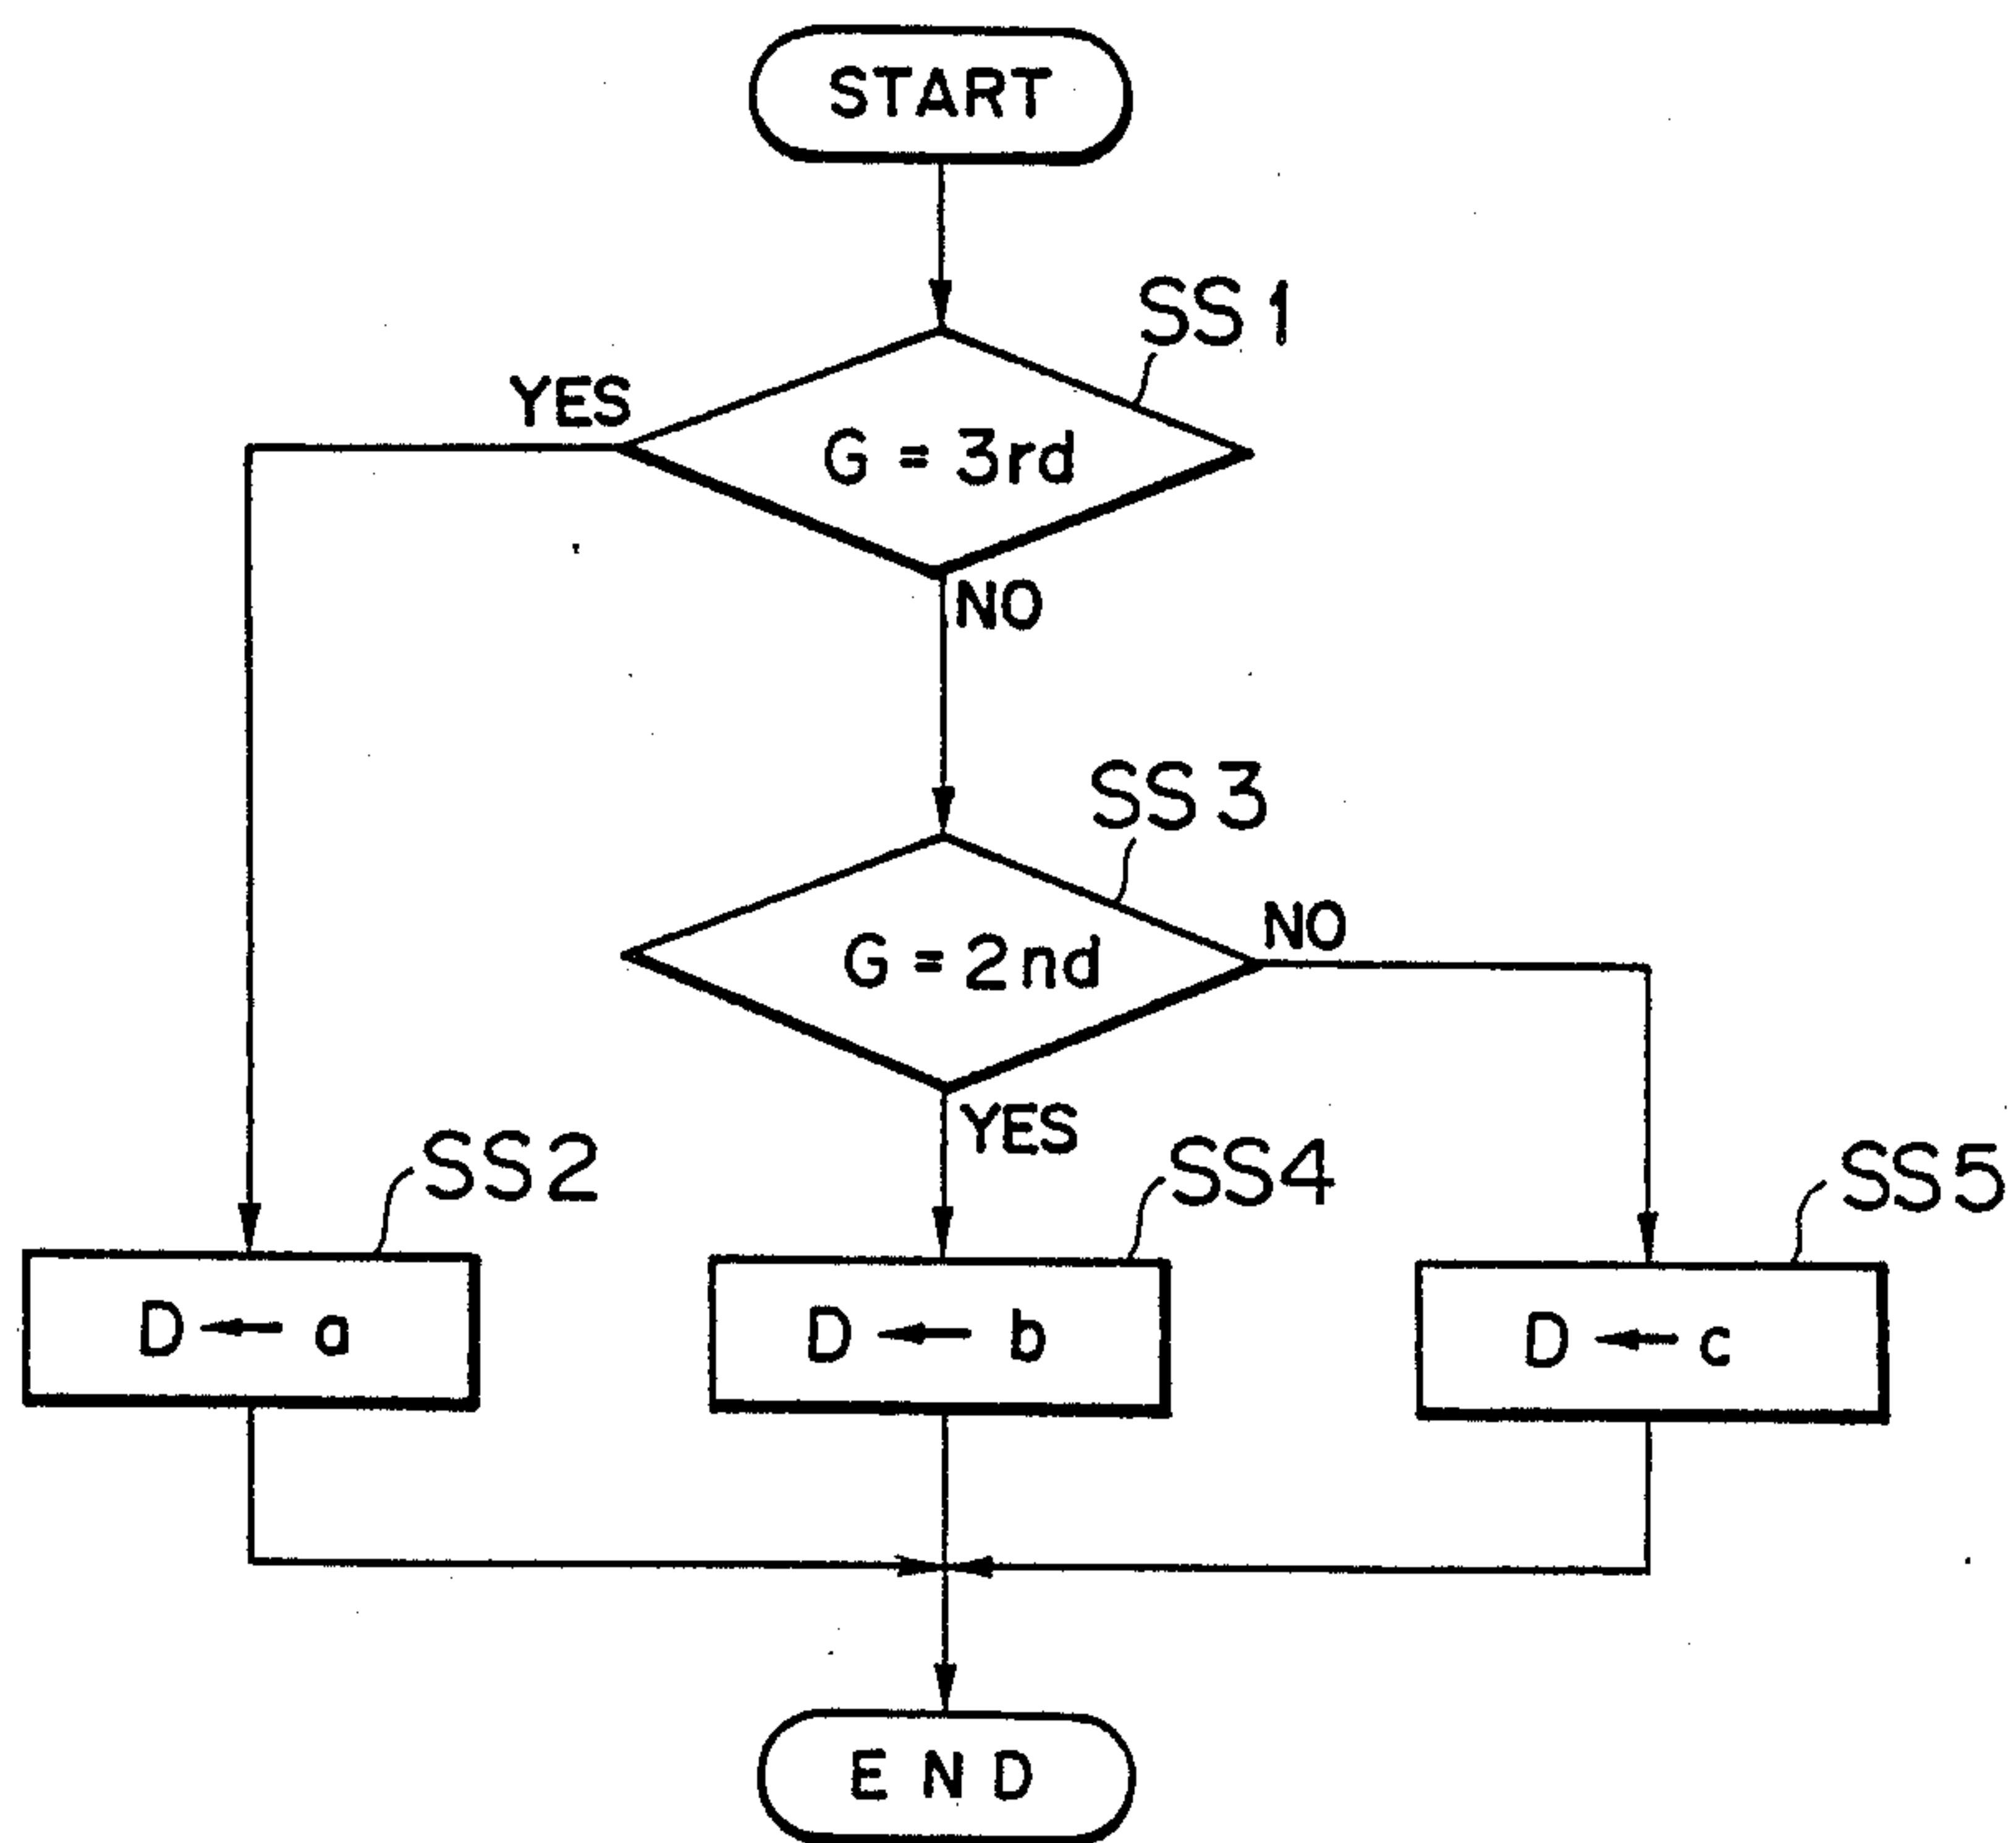 START
SS1
YES
G = 3rd
NO
SS3
G = 2nd
NO
YES
SS2
SS4
SS5
D ← a
D ← b
D ← c
END